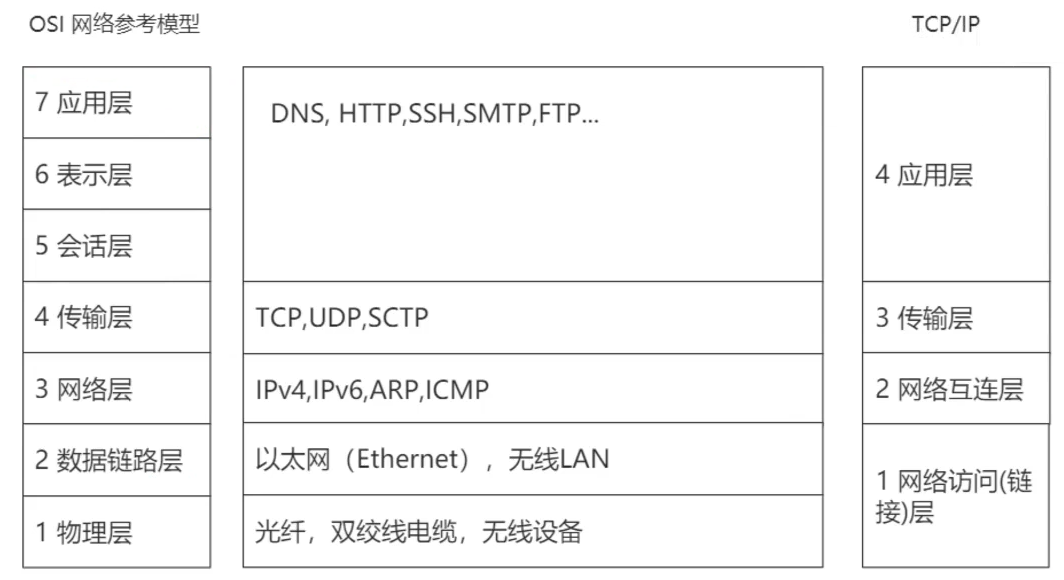 OSI 网络参考模型
TCP/IP
7 应用层
DNS, HTTP,SSH,SMTP,FTP...
6 表示层
4 应用层
5 会话层
4 传输层
TCP,UDP,SCTP
3 传输层
3 网络层
IPv4,IPv6,ARP,ICMP
2 网络互连层
2 数据链路层
以太网（Ethernet），无线LAN
1 网络访问(链
接)层
1 物理层
光纤，双绞线电缆，无线设备